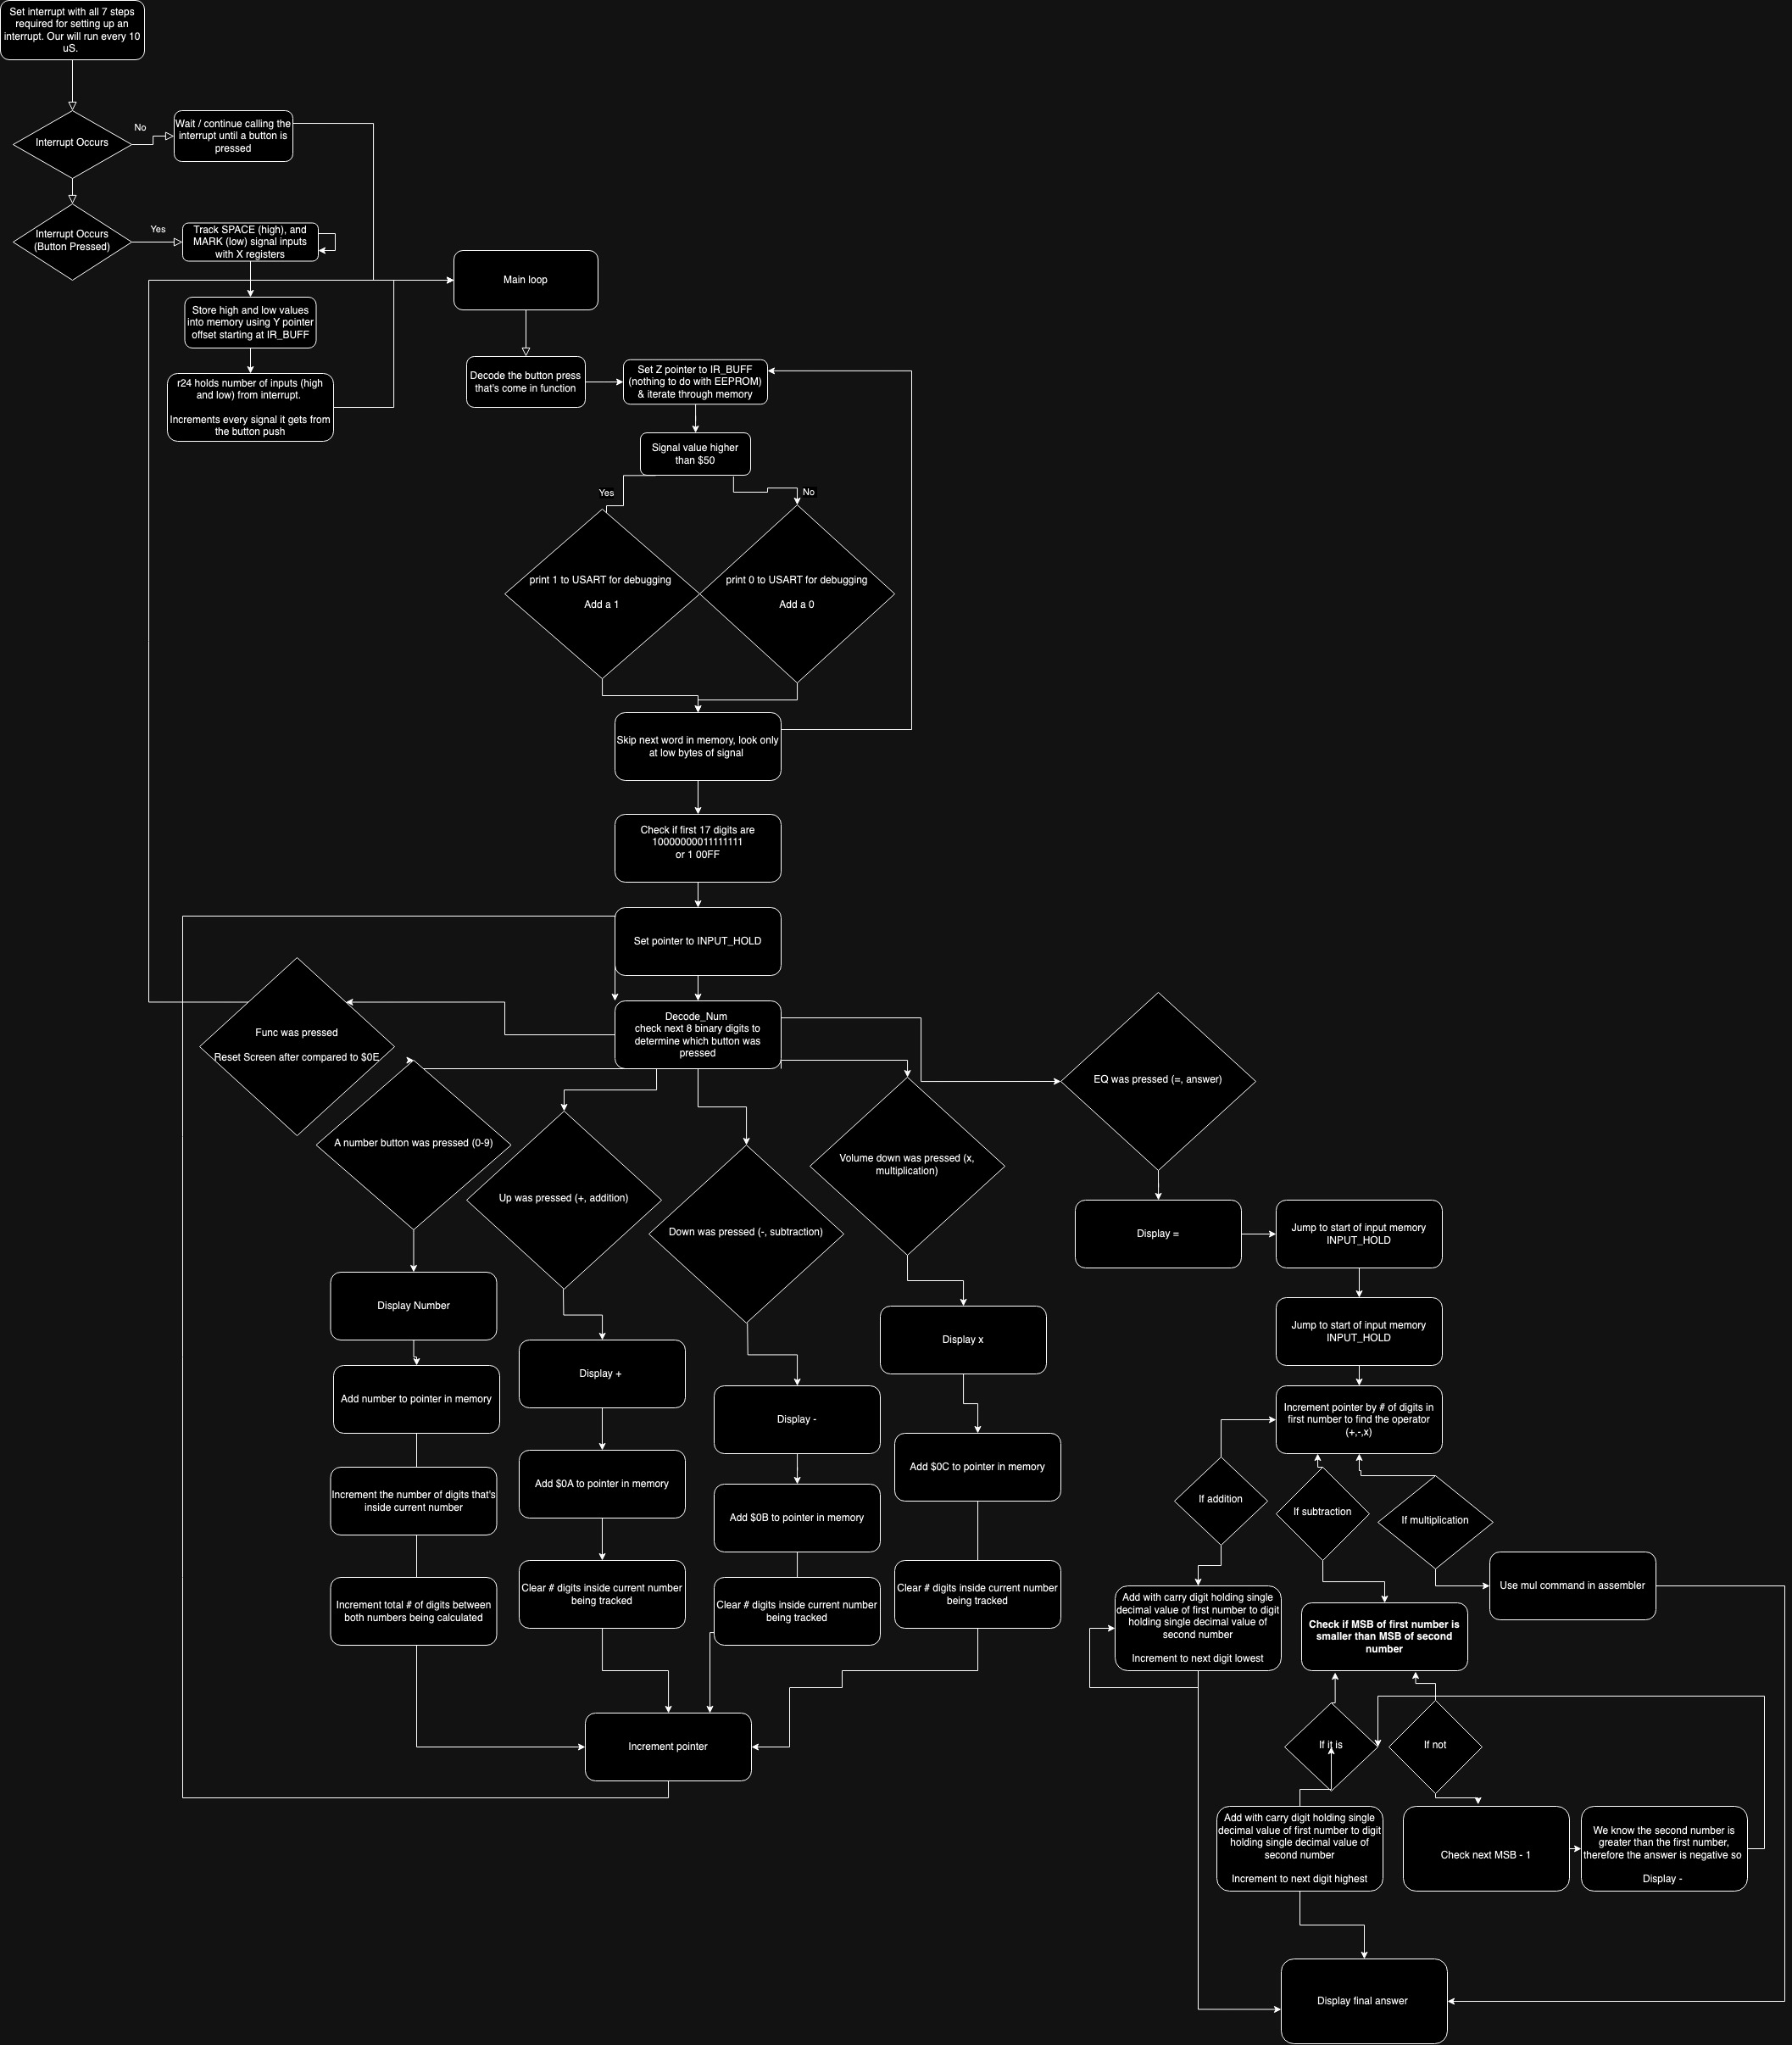 Set interrupt with all 7 steps
required for setting up an
interrupt. Our will run every 10
uS.
Interrupt Occurs
No
Wait / continue calling the
interrupt until a button is
pressed
Interrupt Occurs
(Button Pressed)
Yes
Track SPACE (high), and
MARK (low) signal inputs
with X registers
Store high and low values
into memory using Y pointer
offset starting at IR_BUFF
r24 holds number of inputs (high
and low) from interrupt.
Increments every signal it gets from
the button push
Main loop
Decode the button press
that's come in function
Set Z pointer to IR_BUFF
(nothing to do with EEPROM)
& iterate through memory
Signal value higher
than $50
Yes
No
print 1 to USART for debugging
Add a 1
print 0 to USART for debugging
Add a 0
Skip next word in memory, look only
at low bytes of signal
Check if first 17 digits are
10000000011111111
or 1 00FF
Set pointer to INPUT_HOLD
Decode_Num
check next 8 binary digits to
determine which button was
pressed
Func was pressed
Reset Screen after compared to $0E
A number button was pressed (0-9)
Up was pressed (+, addition)
Down was pressed (-, subtraction)
Volume down was pressed (x,
multiplication)
EQ was pressed (=, answer)
Display Number
Add number to pointer in memory
Increment the number of digits that's
inside current number
Increment total # of digits between
both numbers being calculated
Display +
Add $0A to pointer in memory
Clear # digits inside current number
being tracked
Display -
Add $0B to pointer in memory
Clear # digits inside current number
being tracked
Display x
Add $0C to pointer in memory
Clear # digits inside current number
being tracked
Increment pointer
Display =
Jump to start of input memory
INPUT_HOLD
Jump to start of input memory
INPUT_HOLD
Increment pointer by # of digits in
first number to find the operator
(+,-,x)
If addition
If subtraction
If multiplication
Use mul command in assembler
Add with carry digit holding single
decimal value of first number to digit
holding single decimal value of
second number
Increment to next digit lowest
Check if MSB of first number is
smaller than MSB of second
number
If it is
If not
Add with carry digit holding single
decimal value of first number to digit
holding single decimal value of
second number
Increment to next digit highest
Check next MSB - 1
We know the second number is
greater than the first number,
therefore the answer is negative so
Display -
Display final answer